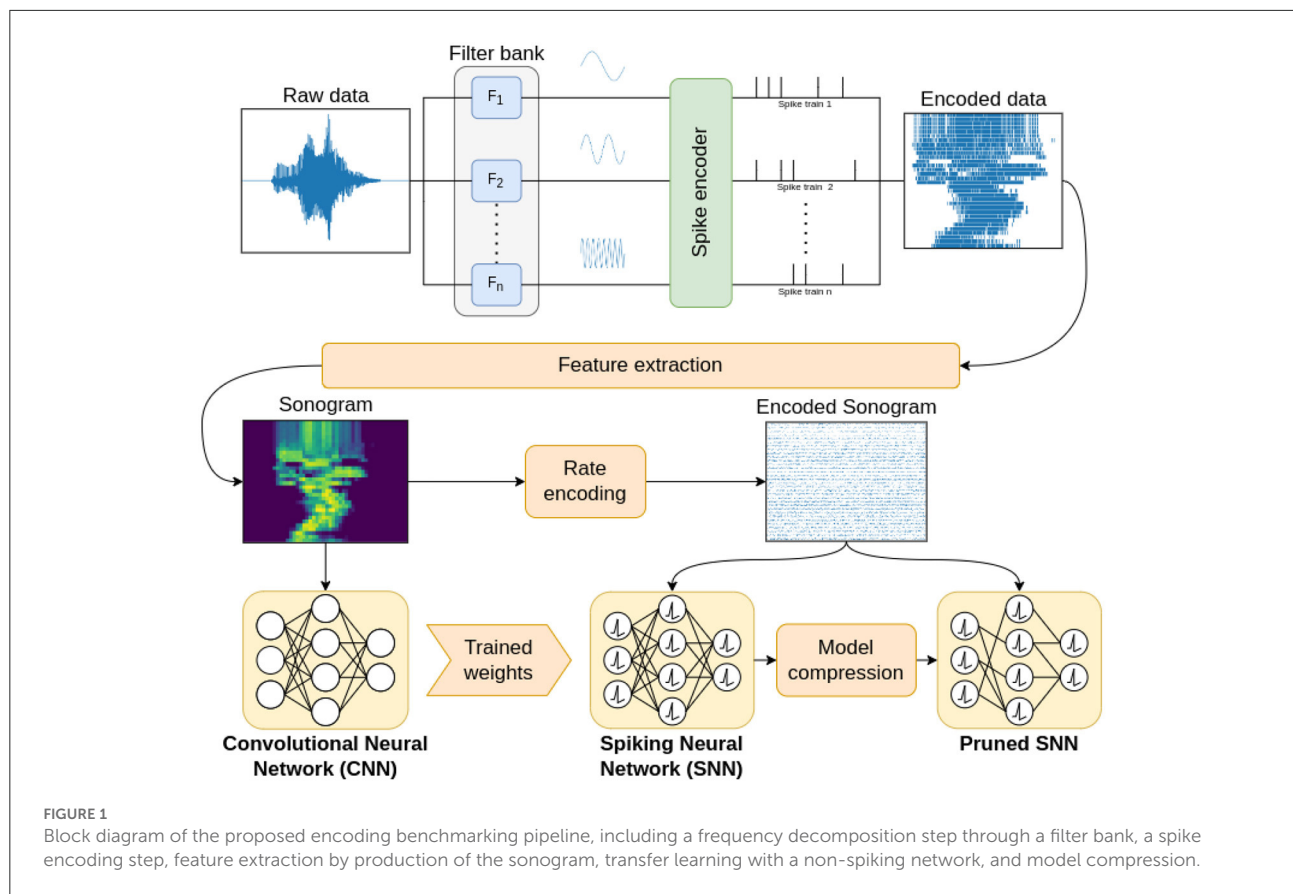 Filter bank
Raw data
F1
Spike train 1
Encoded data
F2
Spike encoder
Spike train 2
Fn
Spike train n
Feature extraction
Sonogram
Encoded Sonogram
Rate
encoding
Trained
weights
Model
compression
Convolutional Neural
Network (CNN)
Spiking Neural
Network (SNN)
Pruned SNN
FIGURE 1
Block diagram of the proposed encoding benchmarking pipeline, including a frequency decomposition step through a filter bank, a spike
encoding step, feature extraction by production of the sonogram, transfer learning with a non-spiking network, and model compression.